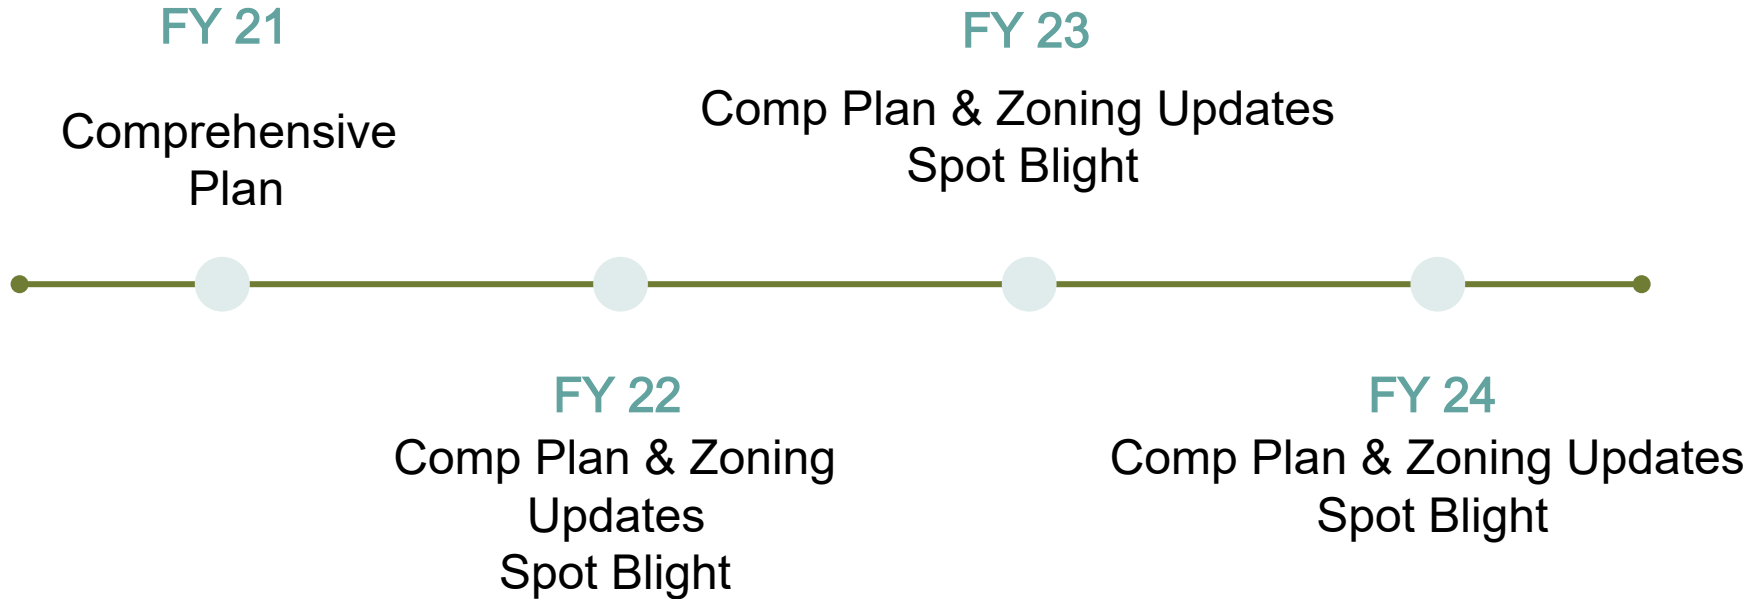 FY 21
Comprehensive
Plan
FY 22
Comp Plan & Zoning
Updates
Spot Blight
FY 23
Comp Plan & Zoning Updates
Spot Blight
FY 24
Comp Plan & Zoning Updates
Spot Blight